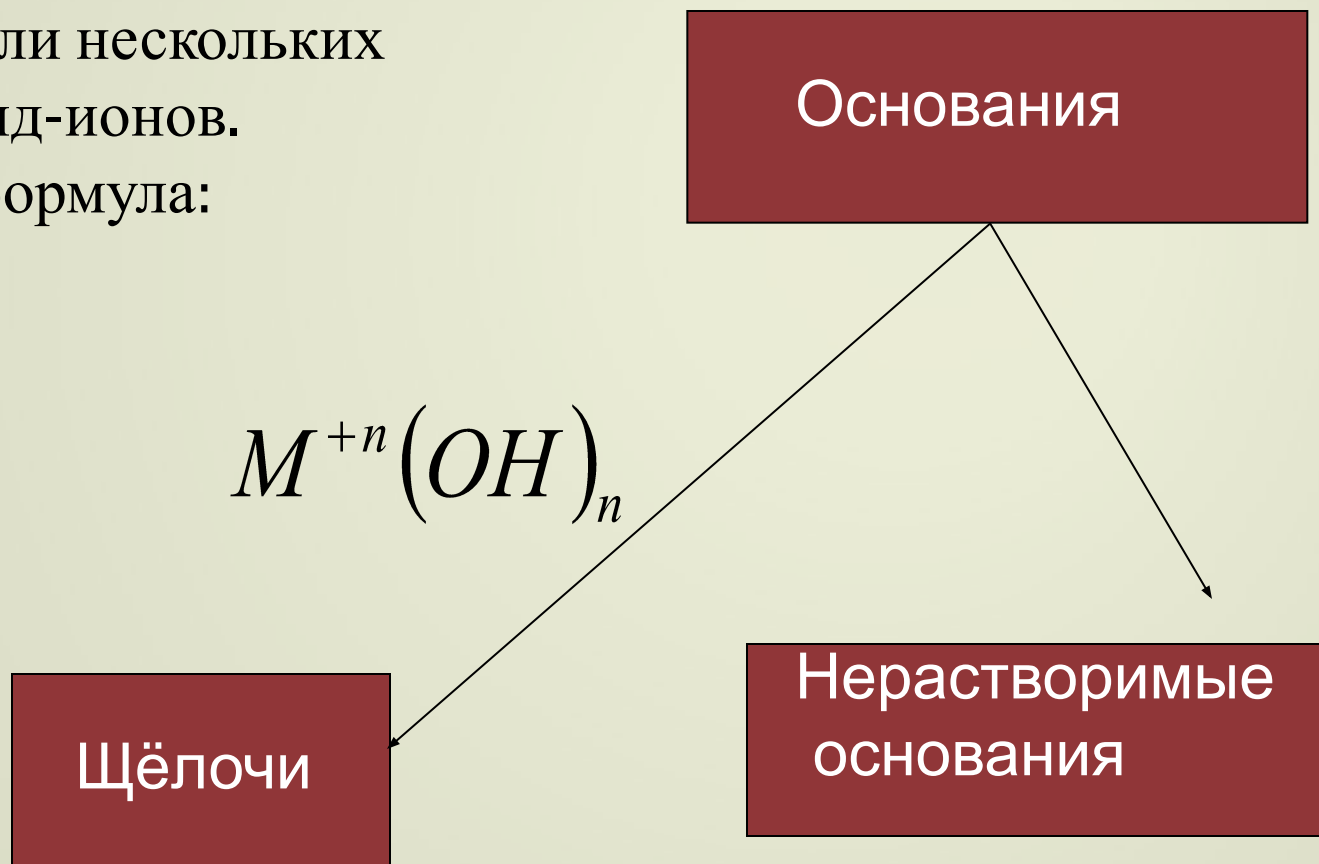 ли нескольких
ид-ионов.
ормула:
Основания
M⁺ⁿ(OH)ₙ
Щёлочи
Нерастворимые
основания